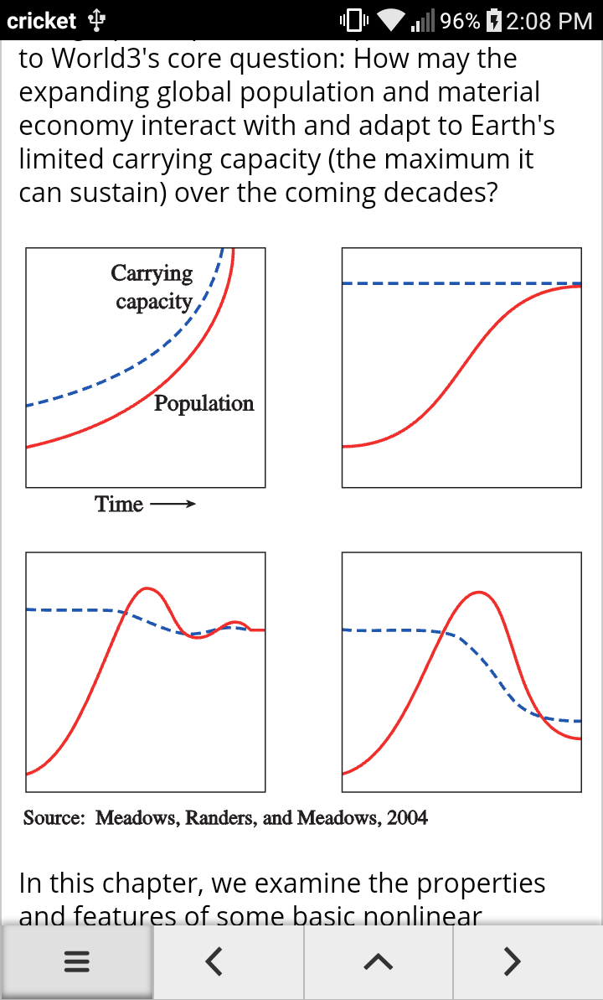 cricket 96% 2:08 PM
to World3's core question: How may the
expanding global population and material
economy interact with and adapt to Earth's
limited carrying capacity (the maximum it
can sustain) over the coming decades?
Carrying
capacity
Population
Time
Source: Meadows, Randers, and Meadows, 2004
In this chapter, we examine the properties
and features of some basic nonlinear